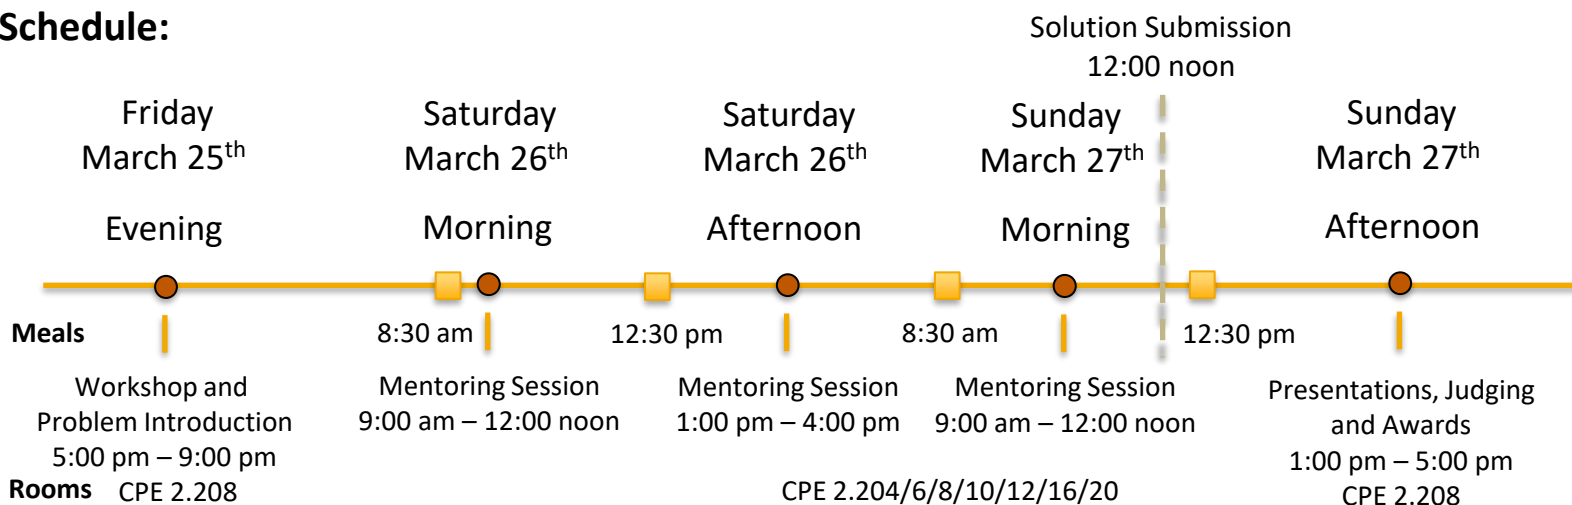 Schedule:
Solution Submission
12:00 noon
Friday
March 25th
Evening
Saturday
March 26th
Morning
Saturday
March 26th
Afternoon
Sunday
March 27th
Morning
Sunday
March 27th
Afternoon
Meals
8:30 am
12:30 pm
8:30 am
12:30 pm
Workshop and
Problem Introduction
5:00 pm – 9:00 pm
Mentoring Session
9:00 am – 12:00 noon
Mentoring Session
1:00 pm – 4:00 pm
Mentoring Session
9:00 am – 12:00 noon
Presentations, Judging
and Awards
1:00 pm – 5:00 pm
Rooms
CPE 2.208
CPE 2.204/6/8/10/12/16/20
CPE 2.208